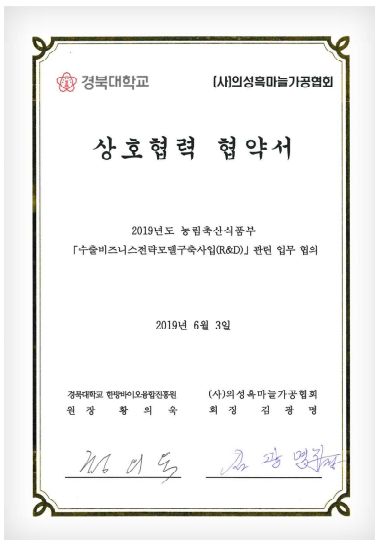 경북대학교 (사)의성흑마늘가공협회
상호협력 협약서
2019년도 농림축산식품부
「수출비즈니스전략모델구축사업(R&D)」 관련 업무 협의
2019년 6월 3일
경북대학교 한방바이오융합진흥원 (사)의성흑마늘가공협회
원 장 황 의 욱 회 장 김 광 명
김 광 명